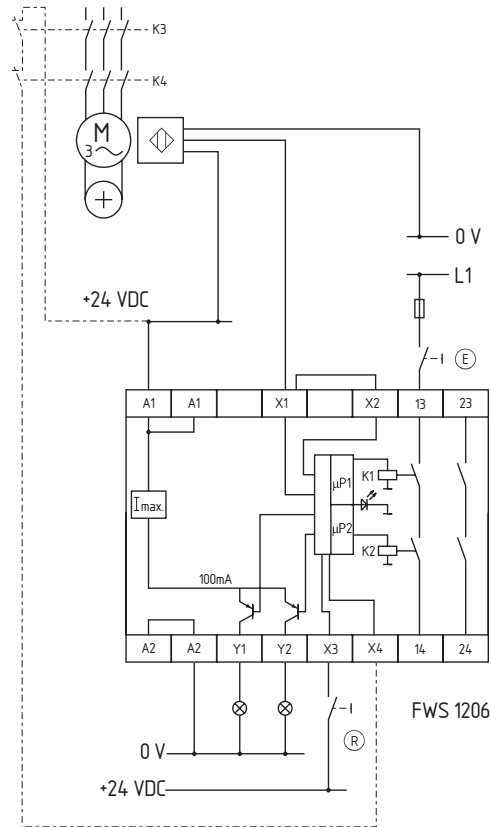 K3
K4
M
3
0 V
L1
+24 VDC
E
A1 A1 X1 X2 13 23
µP1
K1
Imax.
µP2
K2
100mA
A2 A2 Y1 Y2 X3 X4 14 24
FWS 1206
R
0 V
+24 VDC